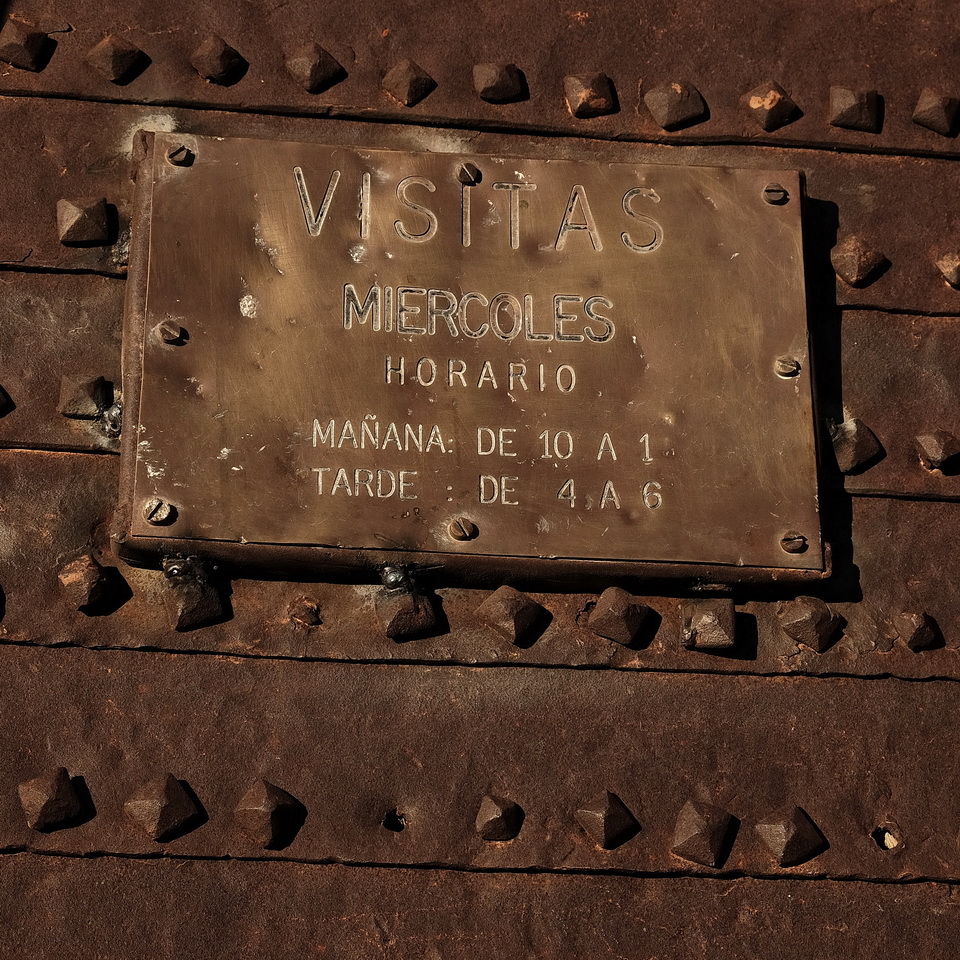 VISITAS
MIERCOLES
HORARIO
MAÑANA: DE 10 A 1
TARDE : DE 4 A 6